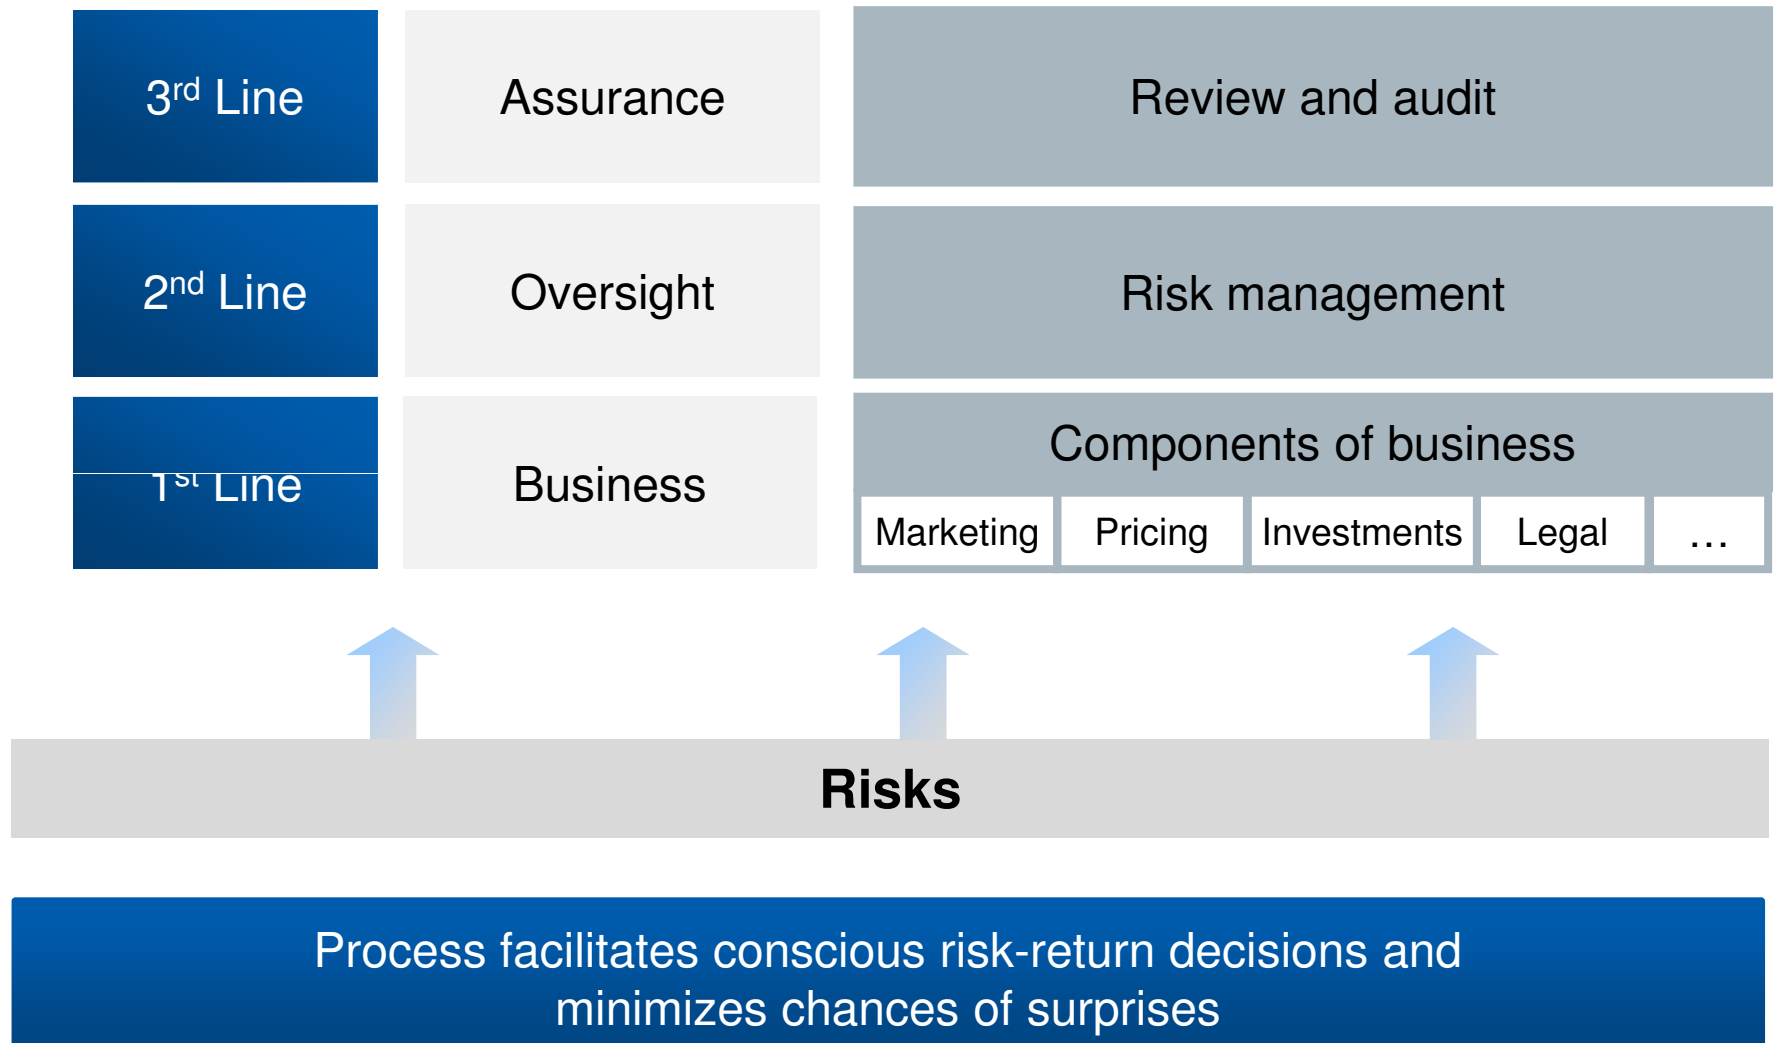 3rd Line
Assurance
Review and audit
2nd Line
Oversight
Risk management
1st Line
Business
Components of business
Marketing
Pricing
Investments
Legal
…
Risks
Process facilitates conscious risk-return decisions and
minimizes chances of surprises